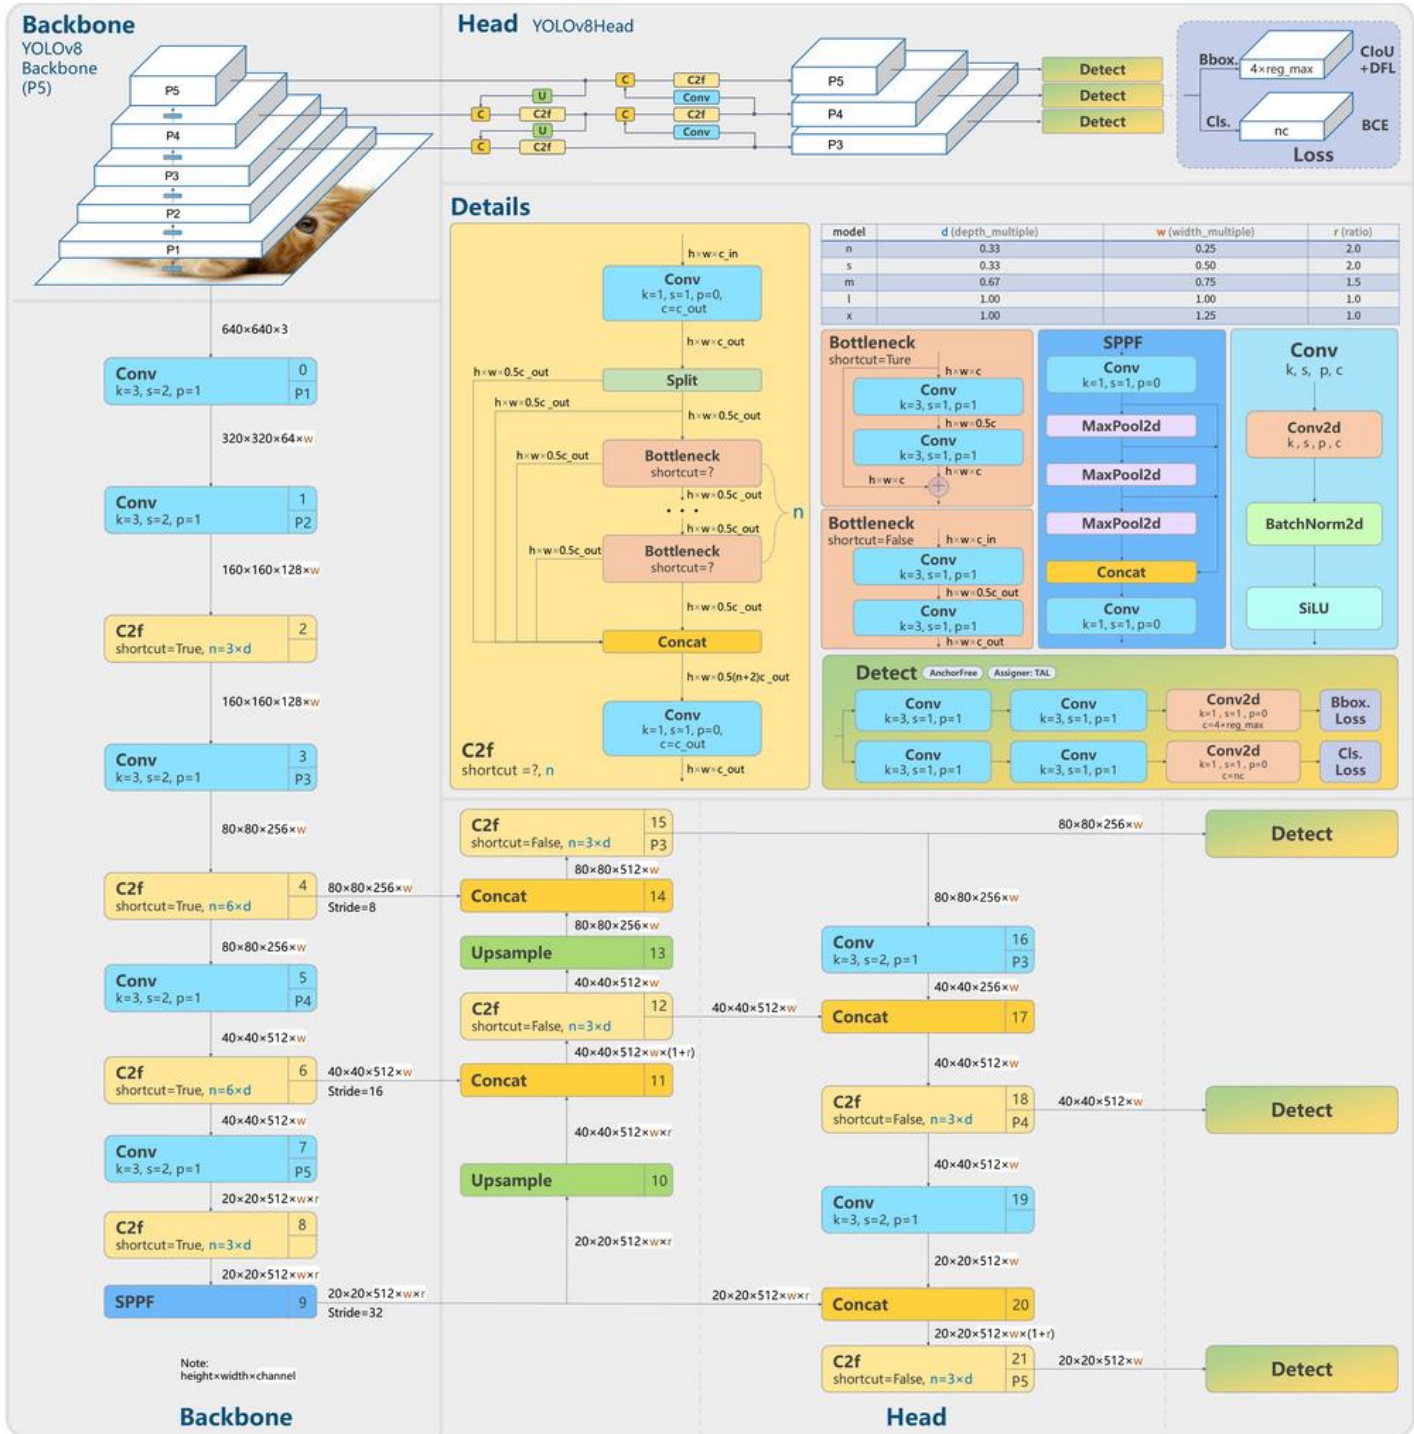 Backbone
YOLOv8
Backbone
(P5)
P5
P4
P3
P2
P1
Head YOLOv8Head
C
C2f
U
Conv
C
C2f
C
C2f
U
Conv
C
C2f
P5
P4
P3
Detect
Detect
Detect
Bbox.
4×reg_max
CIoU
+DFL
Cls.
nc
BCE
Loss
640×640×3
Conv
k=3, s=2, p=1
0
P1
320×320×64×w
Conv
k=3, s=2, p=1
1
P2
160×160×128×w
C2f
shortcut=True, n=3×d
2
160×160×128×w
Conv
k=3, s=2, p=1
3
P3
80×80×256×w
C2f
shortcut=True, n=6×d
4
80×80×256×w
Stride=8
80×80×256×w
Conv
k=3, s=2, p=1
5
P4
40×40×512×w
C2f
shortcut=True, n=6×d
6
40×40×512×w
Stride=16
40×40×512×w
Conv
k=3, s=2, p=1
7
P5
20×20×512×w×r
C2f
shortcut=True, n=3×d
8
20×20×512×w×r
SPPF
9
20×20×512×w×r
Stride=32
Note:
height×width×channel
Backbone
Details
h×w×c_in
Conv
k=1, s=1, p=0,
c=c_out
h×w×c_out
Split
h×w×0.5c_out
h×w×0.5c_out
Bottleneck
shortcut=?
h×w×0.5c_out
h×w×0.5c_out
. . .
n
h×w×0.5c_out
Bottleneck
shortcut=?
h×w×0.5c_out
h×w×0.5c_out
Concat
h×w×0.5(n+2)c_out
Conv
k=1, s=1, p=0,
c=c_out
h×w×c_out
C2f
shortcut =?, n
model d (depth_multiple) w (width_multiple) r (ratio)
n 0.33 0.25 2.0
s 0.33 0.50 2.0
m 0.67 0.75 1.5
l 1.00 1.00 1.0
x 1.00 1.25 1.0
Bottleneck
shortcut=Ture
h×w×c
Conv
k=3, s=1, p=1
h×w×0.5c
Conv
k=3, s=1, p=1
h×w×c
h×w×c
+
Bottleneck
shortcut=False
h×w×c_in
Conv
k=3, s=1, p=1
h×w×0.5c_out
Conv
k=3, s=1, p=1
h×w×c_out
SPPF
Conv
k=1, s=1, p=0
MaxPool2d
MaxPool2d
MaxPool2d
Concat
Conv
k=1, s=1, p=0
Conv
k, s, p, c
Conv2d
k, s, p, c
BatchNorm2d
SiLU
Detect AnchorFree Assigner: TAL
Conv
k=3, s=1, p=1
Conv
k=3, s=1, p=1
Conv2d
k=1, s=1, p=0
c=4×reg_max
Bbox.
Loss
Conv
k=3, s=1, p=1
Conv
k=3, s=1, p=1
Conv2d
k=1, s=1, p=0
c=nc
Cls.
Loss
C2f
shortcut=False, n=3×d
15
P3
80×80×512×w
Concat
14
80×80×256×w
Upsample
13
40×40×512×w
C2f
shortcut=False, n=3×d
12
40×40×512×w
40×40×512×w×(1+r)
Concat
11
40×40×512×w×r
Upsample
10
20×20×512×w×r
20×20×512×w×r
80×80×256×w
Detect
80×80×256×w
Conv
k=3, s=2, p=1
16
P3
40×40×256×w
Concat
17
40×40×512×w
C2f
shortcut=False, n=3×d
18
P4
40×40×512×w
Detect
40×40×512×w
Conv
k=3, s=2, p=1
19
20×20×512×w
Concat
20
20×20×512×w×(1+r)
C2f
shortcut=False, n=3×d
21
P5
20×20×512×w
Detect
Head